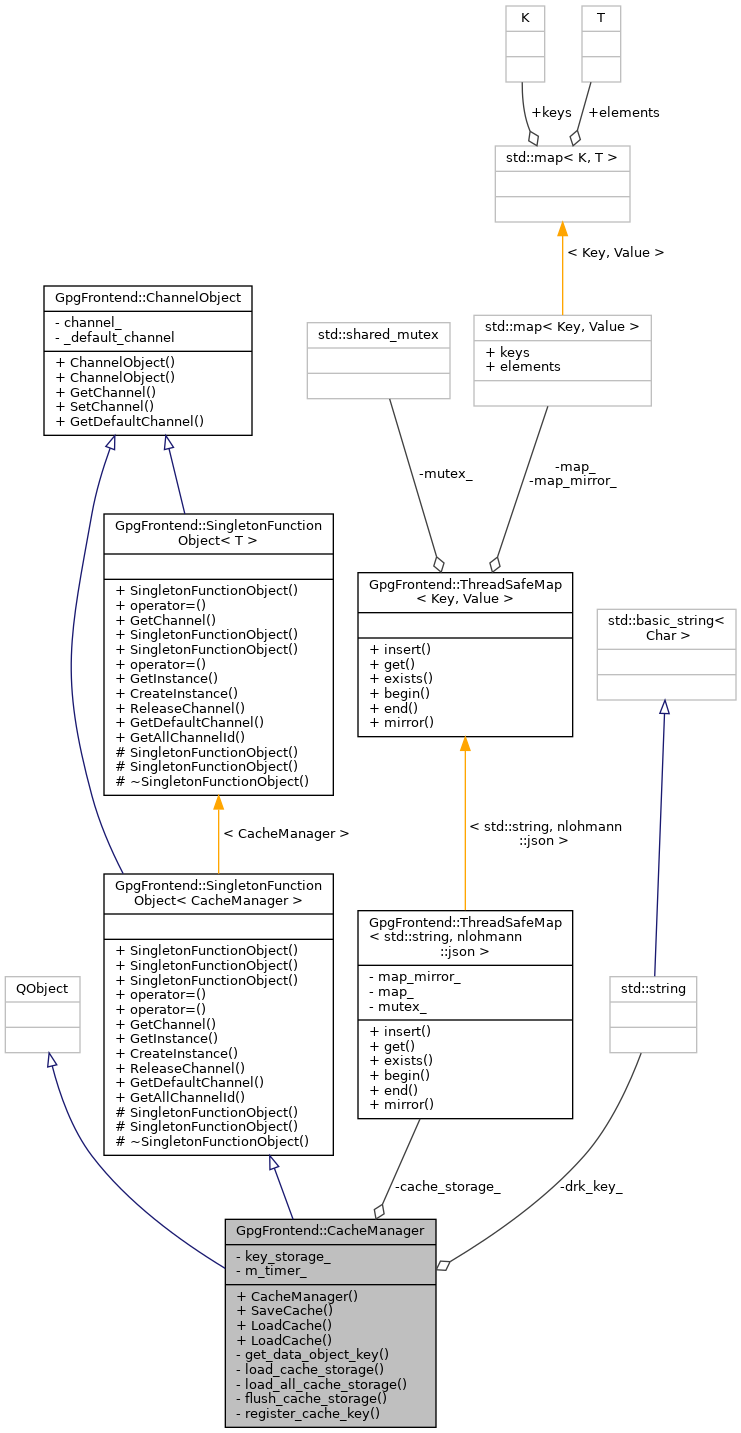 K
T
+keys
+elements
std::map< K, T >
< Key, Value >
GpgFrontend::ChannelObject
- channel_
- _default_channel
+ ChannelObject()
+ ChannelObject()
+ GetChannel()
+ SetChannel()
+ GetDefaultChannel()
std::shared_mutex
std::map< Key, Value >
+ keys
+ elements
-mutex_
-map_
-map_mirror_
GpgFrontend::SingletonFunction
Object< T >
+ SingletonFunctionObject()
+ operator=()
+ GetChannel()
+ SingletonFunctionObject()
+ SingletonFunctionObject()
+ operator=()
+ GetInstance()
+ CreateInstance()
+ ReleaseChannel()
+ GetDefaultChannel()
+ GetAllChannelId()
# SingletonFunctionObject()
# SingletonFunctionObject()
# ~SingletonFunctionObject()
GpgFrontend::ThreadSafeMap
< Key, Value >
+ insert()
+ get()
+ exists()
+ begin()
+ end()
+ mirror()
std::basic_string<
Char >
< CacheManager >
< std::string, nlohmann
::json >
GpgFrontend::SingletonFunction
Object< CacheManager >
+ SingletonFunctionObject()
+ SingletonFunctionObject()
+ SingletonFunctionObject()
+ operator=()
+ operator=()
+ GetChannel()
+ GetInstance()
+ CreateInstance()
+ ReleaseChannel()
+ GetDefaultChannel()
+ GetAllChannelId()
# SingletonFunctionObject()
# SingletonFunctionObject()
# ~SingletonFunctionObject()
GpgFrontend::ThreadSafeMap
< std::string, nlohmann
::json >
- map_mirror_
- map_
- mutex_
+ insert()
+ get()
+ exists()
+ begin()
+ end()
+ mirror()
QObject
std::string
-cache_storage_
-drk_key_
GpgFrontend::CacheManager
- key_storage_
- m_timer_
+ CacheManager()
+ SaveCache()
+ LoadCache()
+ LoadCache()
- get_data_object_key()
- load_cache_storage()
- load_all_cache_storage()
- flush_cache_storage()
- register_cache_key()